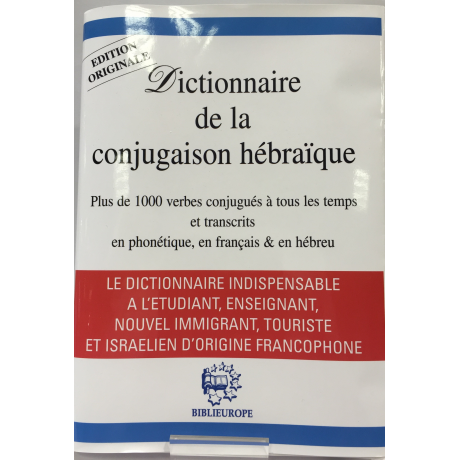 EDITION
ORIGINALE
Dictionnaire
de la
conjugaison hébraïque
Plus de 1000 verbes conjugués à tous les temps
et transcrits
en phonétique, en français & en hébreu
LE DICTIONNAIRE INDISPENSABLE
A L'ETUDIANT, ENSEIGNANT,
NOUVEL IMMIGRANT, TOURISTE
ET ISRAELIEN D'ORIGINE FRANCOPHONE
BIBLIEUROPE